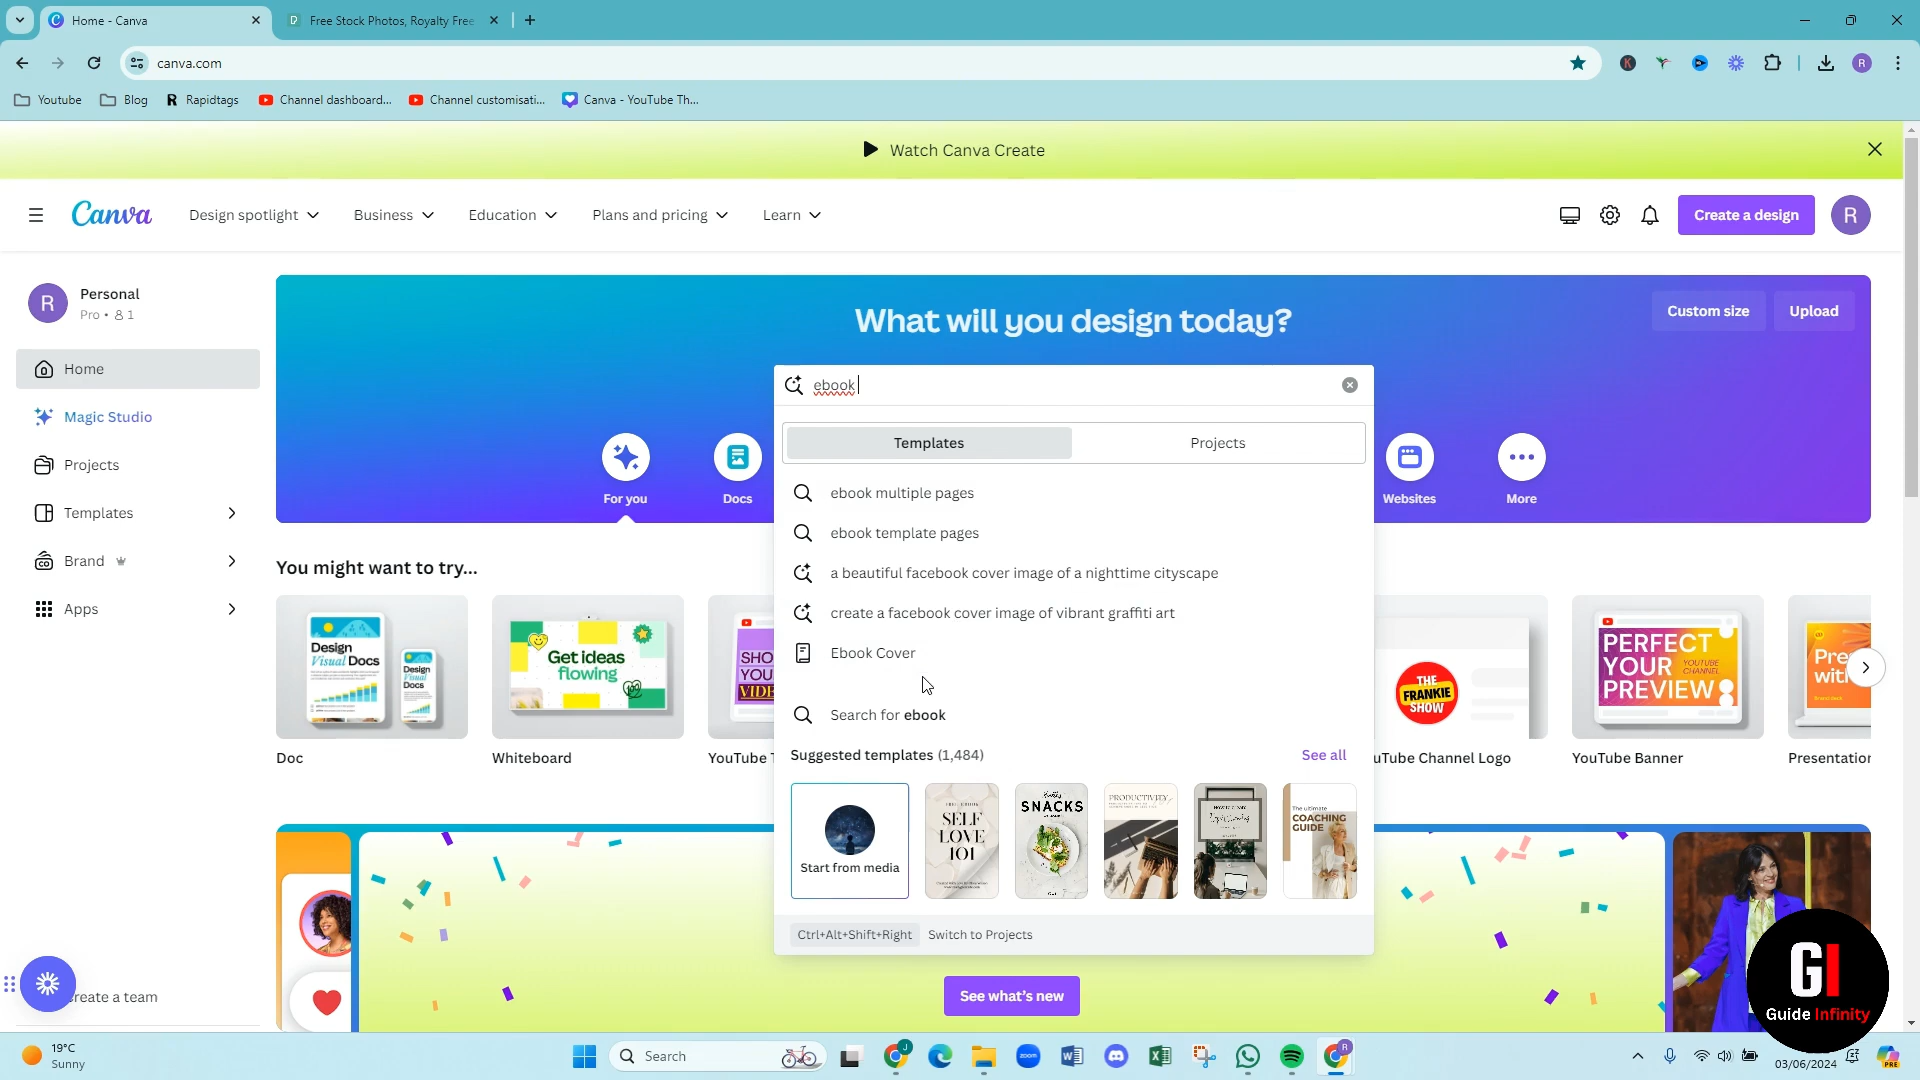 Home - Canva
Free Stock Photos, Royalty Free
canva.com
Youtube
Blog
Rapidtags
Channel dashboard...
Channel customisati...
Canva - YouTube Th...
Watch Canva Create
Canva
Design spotlight
Business
Education
Plans and pricing
Learn
Create a design
R
R
Personal
Pro • 1
What will you design today?
Custom size
Upload
ebook
Home
Magic Studio
Projects
Templates
Brand
Apps
Templates
Projects
For you
Docs
Websites
More
ebook multiple pages
ebook template pages
a beautiful facebook cover image of a nighttime cityscape
create a facebook cover image of vibrant graffiti art
Ebook Cover
Search for ebook
You might want to try...
Design
Visual Docs
Get ideas
flowing
THE
FRANKIE
SHOW
PERFECT
YOUR
PREVIEW
YOUTUBE
CHANNEL
Doc
Whiteboard
YouTube T
uTube Channel Logo
YouTube Banner
Presentation
Suggested templates (1,484)
See all
Start from media
SELF
LOVE
101
SNACKS
PRODUCTIVITY
The ultimate
COACHING
GUIDE
Ctrl+Alt+Shift+Right
Switch to Projects
See what's new
reate a team
GI
Guide Infinity
19°C
Sunny
Search
zoom
03/06/2024